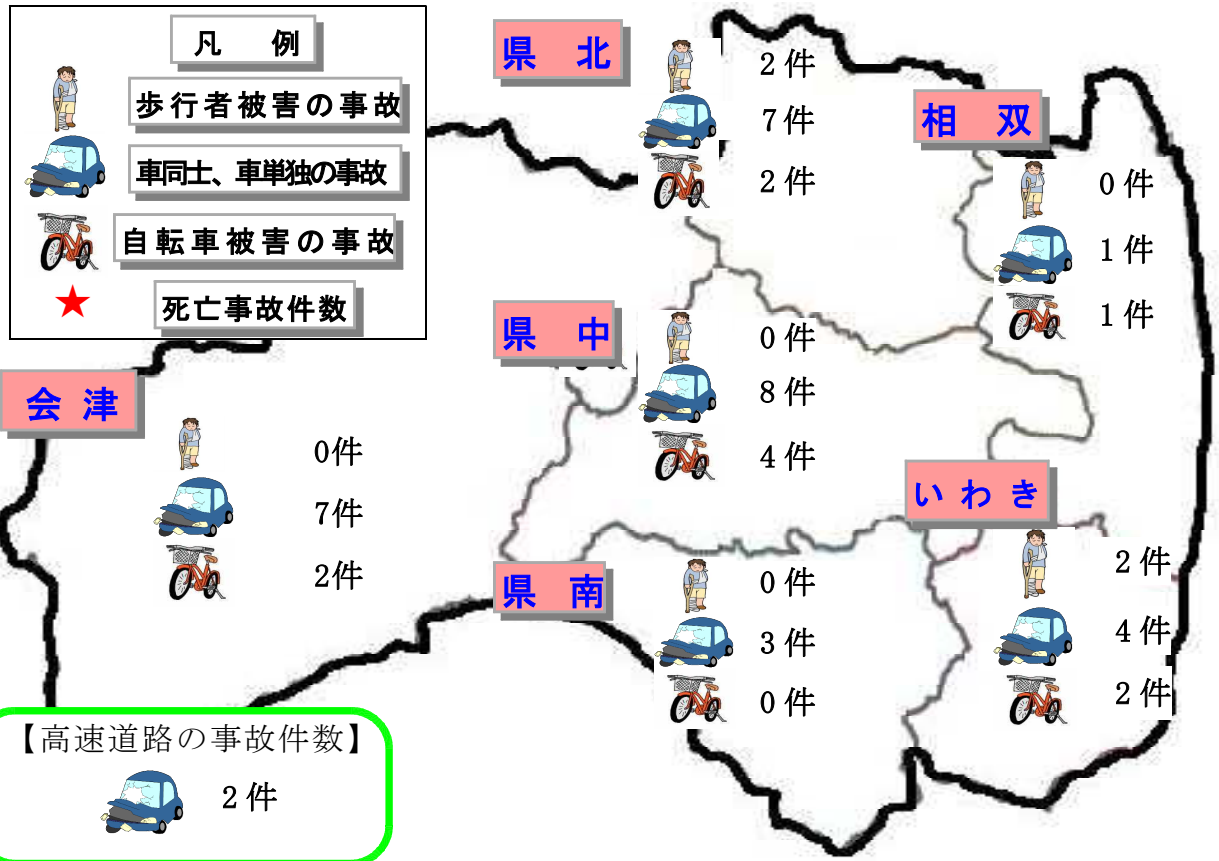 凡 例
歩行者被害の事故
車同士、車単独の事故
自転車被害の事故
死亡事故件数
県 北
2件
7件
2件
相 双
0件
1件
1件
県 中
0件
8件
4件
会 津
0件
7件
2件
いわき
2件
4件
2件
県 南
0件
3件
0件
【高速道路の事故件数】
2件